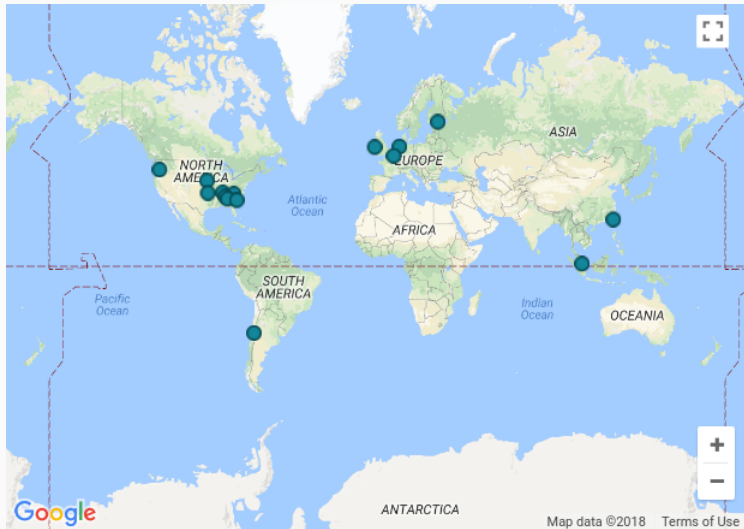 ASIA
NORTH
AMERICA
EUROPE
Atlantic
Ocean
AFRICA
SOUTH
AMERICA
Pacific
Ocean
Indian
Ocean
OCEANIA
ANTARCTICA
Google
Map data ©2018 Terms of Use